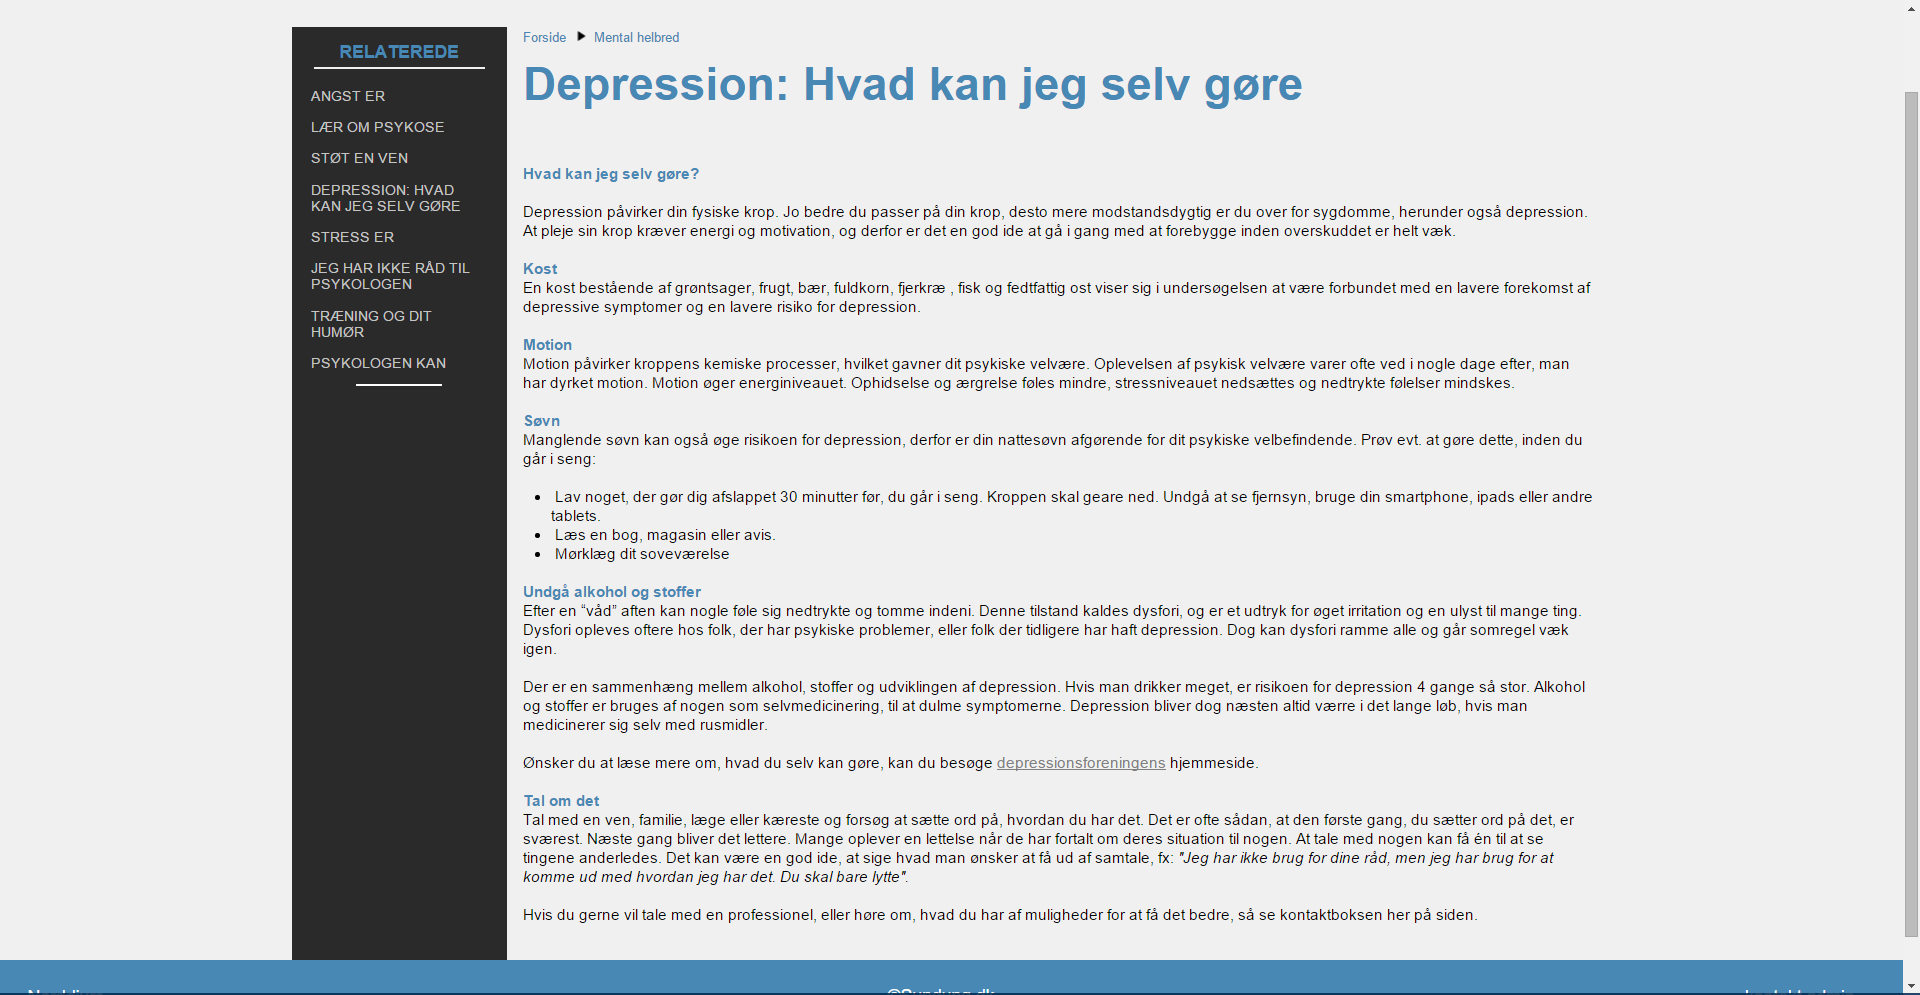 RELATEREDE
ANGST ER
LÆR OM PSYKOSE
STØT EN VEN
DEPRESSION: HVAD
KAN JEG SELV GØRE
STRESS ER
JEG HAR IKKE RÅD TIL
PSYKOLOGEN
TRÆNING OG DIT
HUMØR
PSYKOLOGEN KAN
Forside Mental helbred
Depression: Hvad kan jeg selv gøre
Hvad kan jeg selv gøre?
Depression påvirker din fysiske krop. Jo bedre du passer på din krop, desto mere modstandsdygtig er du over for sygdomme, herunder også depression.
At pleje sin krop kræver energi og motivation, og derfor er det en god ide at gå i gang med at forebygge inden overskuddet er helt væk.
Kost
En kost bestående af grøntsager, frugt, bær, fuldkorn, fjerkræ , fisk og fedtfattig ost viser sig i undersøgelsen at være forbundet med en lavere forekomst af
depressive symptomer og en lavere risiko for depression.
Motion
Motion påvirker kroppens kemiske processer, hvilket gavner dit psykiske velvære. Oplevelsen af psykisk velvære varer ofte ved i nogle dage efter, man
har dyrket motion. Motion øger energiniveauet. Ophidselse og ærgrelse føles mindre, stressniveauet nedsættes og nedtrykte følelser mindskes.
Søvn
Manglende søvn kan også øge risikoen for depression, derfor er din nattesøvn afgørende for dit psykiske velbefindende. Prøv evt. at gøre dette, inden du
går i seng:
• Lav noget, der gør dig afslappet 30 minutter før, du går i seng. Kroppen skal geare ned. Undgå at se fjernsyn, bruge din smartphone, ipads eller andre
tablets.
• Læs en bog, magasin eller avis.
• Mørklæg dit soveværelse
Undgå alkohol og stoffer
Efter en “våd” aften kan nogle føle sig nedtrykte og tomme indeni. Denne tilstand kaldes dysfori, og er et udtryk for øget irritation og en ulyst til mange ting.
Dysfori opleves oftere hos folk, der har psykiske problemer, eller folk der tidligere har haft depression. Dog kan dysfori ramme alle og går somregel væk
igen.
Der er en sammenhæng mellem alkohol, stoffer og udviklingen af depression. Hvis man drikker meget, er risikoen for depression 4 gange så stor. Alkohol
og stoffer er bruges af nogen som selvmedicinering, til at dulme symptomerne. Depression bliver dog næsten altid værre i det lange løb, hvis man
medicinerer sig selv med rusmidler.
Ønsker du at læse mere om, hvad du selv kan gøre, kan du besøge depressionsforeningens hjemmeside.
Tal om det
Tal med en ven, familie, læge eller kæreste og forsøg at sætte ord på, hvordan du har det. Det er ofte sådan, at den første gang, du sætter ord på det, er
sværest. Næste gang bliver det lettere. Mange oplever en lettelse når de har fortalt om deres situation til nogen. At tale med nogen kan få én til at se
tingene anderledes. Det kan være en god ide, at sige hvad man ønsker at få ud af samtale, fx: "Jeg har ikke brug for dine råd, men jeg har brug for at
komme ud med hvordan jeg har det. Du skal bare lytte".
Hvis du gerne vil tale med en professionel, eller høre om, hvad du har af muligheder for at få det bedre, så se kontaktboksen her på siden.